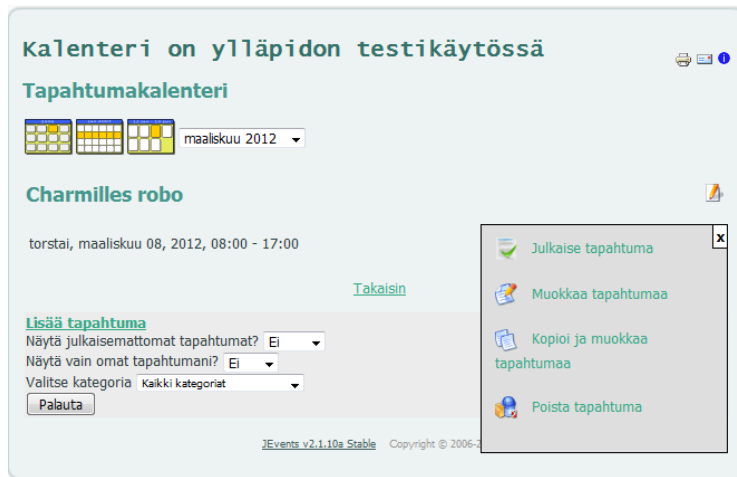 Kalenteri on ylläpidon testikäytössä
Tapahtumakalenteri
maaliskuu 2012
Charmilles robo
torstai, maaliskuu 08, 2012, 08:00 - 17:00
x
Julkaise tapahtuma
Muokkaa tapahtumaa
Kopioi ja muokkaa
tapahtumaa
Poista tapahtuma
Takaisin
Lisää tapahtuma
Näytä julkaisemattomat tapahtumat? Ei
Näytä vain omat tapahtumani? Ei
Valitse kategoria Kaikki kategoriat
Palauta
JEvents v2.1.10a Stable Copyright © 2006-2